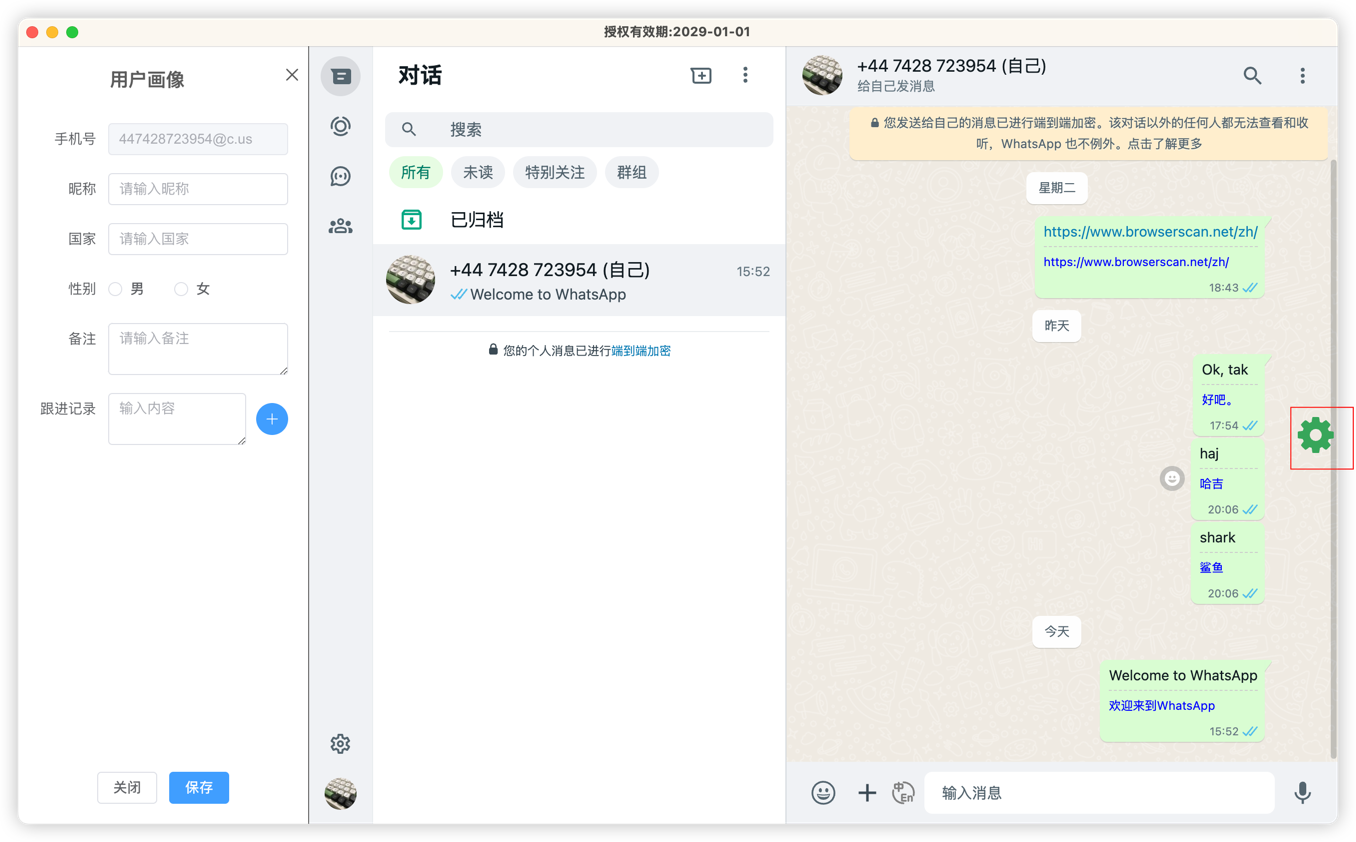 授权有效期:2029-01-01
用户画像
手机号
447428723954@c.us
昵称
请输入昵称
国家
请输入国家
性别
男
女
备注
请输入备注
跟进记录
输入内容
关闭
保存
对话
搜索
所有
未读
特别关注
群组
已归档
+44 7428 723954 (自己)
15:52
Welcome to WhatsApp
您的个人消息已进行端到端加密
+44 7428 723954 (自己)
给自己发消息
您发送给自己的消息已进行端到端加密。该对话以外的任何人都无法查看和收
听，WhatsApp 也不例外。点击了解更多
星期二
https://www.browserscan.net/zh/
https://www.browserscan.net/zh/
18:43
昨天
Ok, tak
好吧。
17:54
haj
哈吉
20:06
shark
鲨鱼
20:06
今天
Welcome to WhatsApp
欢迎来到WhatsApp
15:52
中
En
输入消息